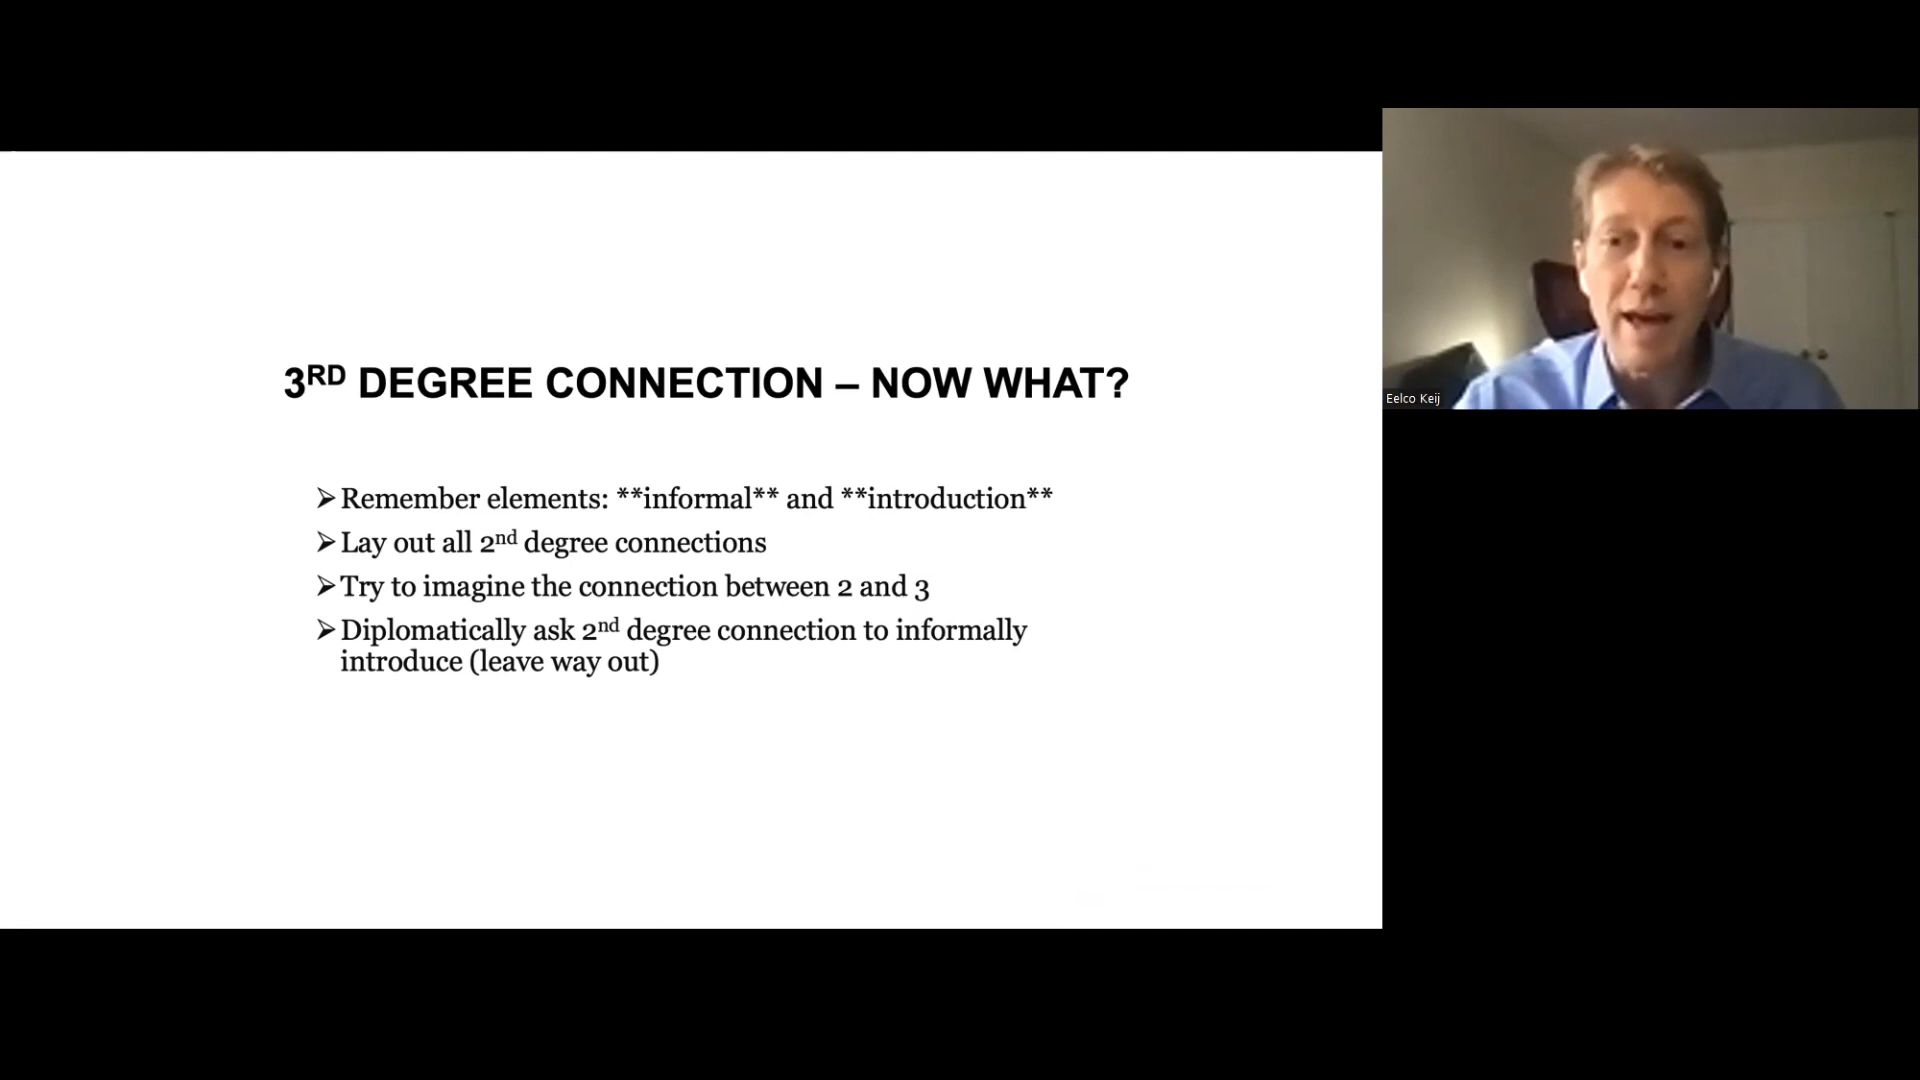 3RD DEGREE CONNECTION – NOW WHAT?
➢Remember elements: **informal** and **introduction**
➢Lay out all 2nd degree connections
➢Try to imagine the connection between 2 and 3
➢Diplomatically ask 2nd degree connection to informally
introduce (leave way out)
Eelco Keij